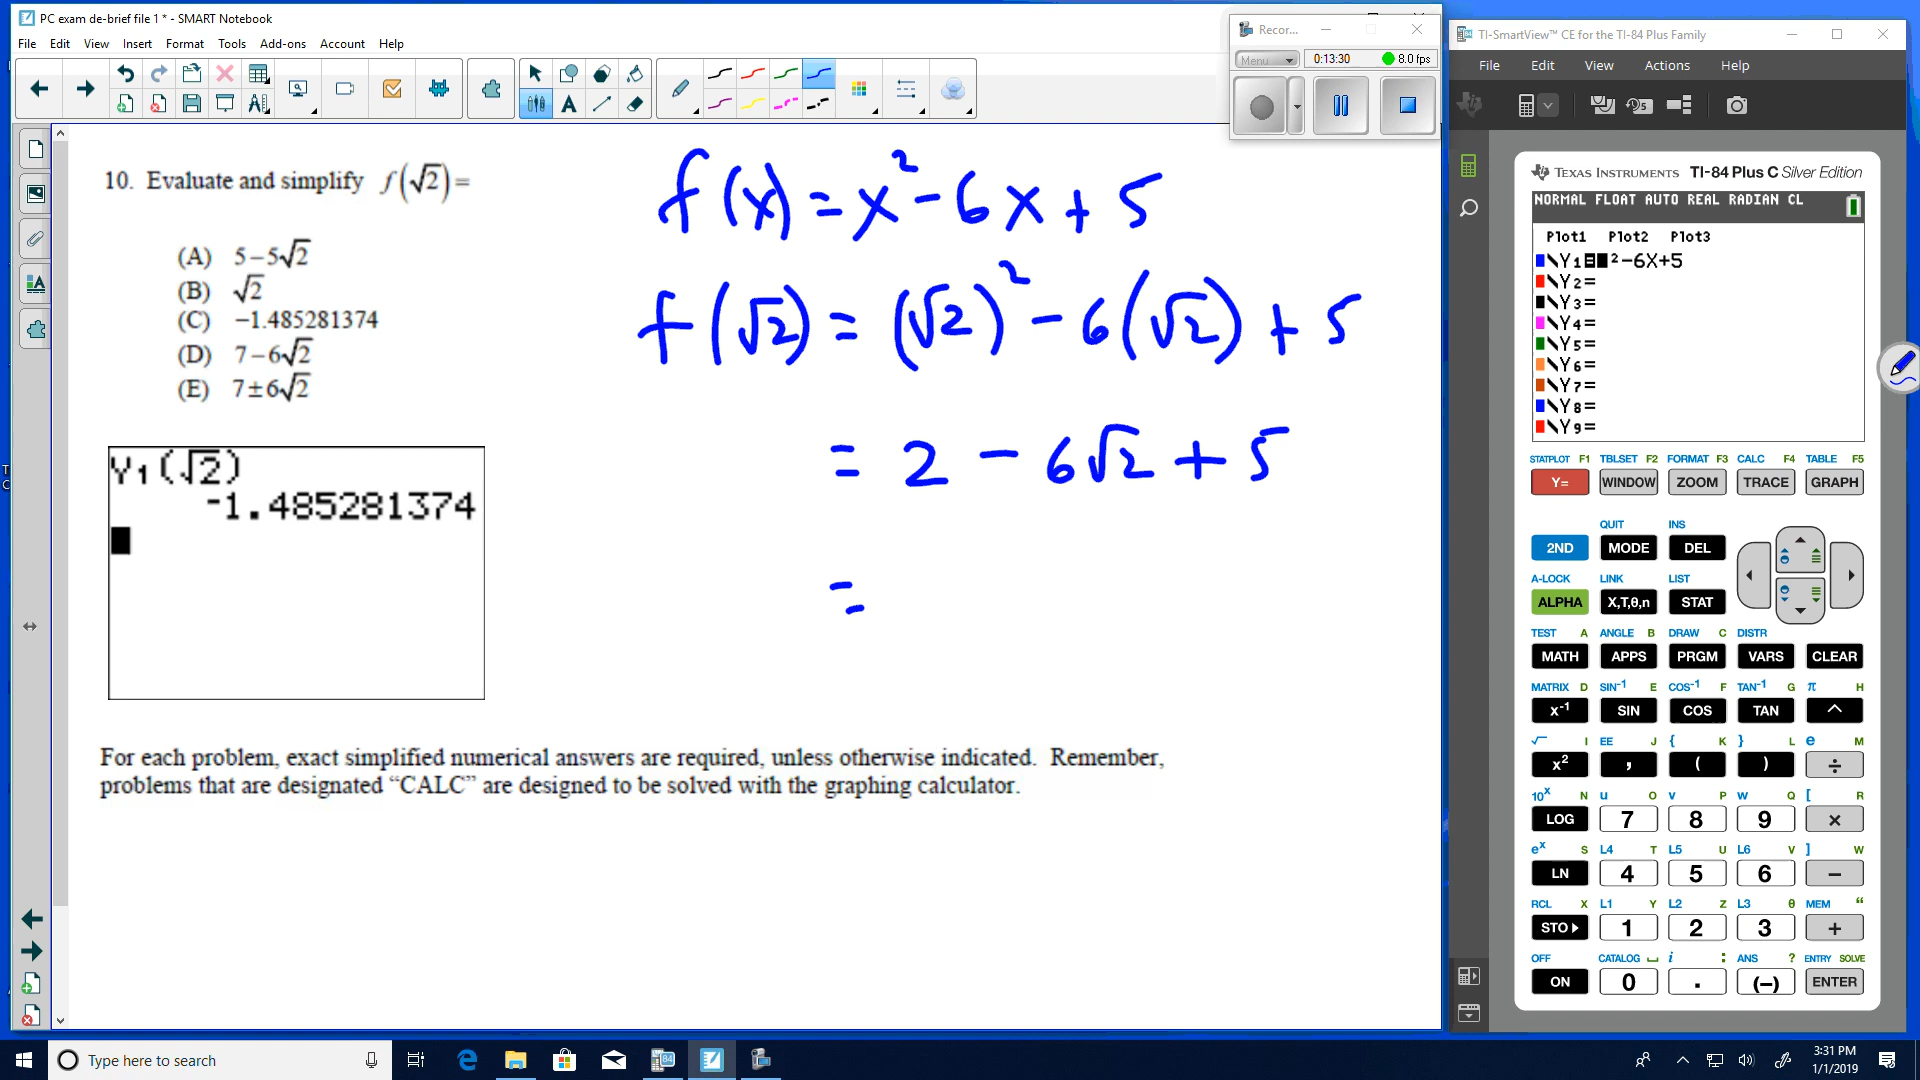 PC exam de-brief file 1 * - SMART Notebook
File Edit View Insert Format Tools Add-ons Account Help
Recor...
Menu 0:13:30 8.0 fps
10. Evaluate and simplify f(√2)=
(A) 5−5√2
(B) √2
(C) −1.485281374
(D) 7−6√2
(E) 7±6√2
Y₁(√2)
-1.485281374
f(x) = x² - 6x + 5
f(√2) = (√2)² - 6(√2) + 5
= 2 - 6√2 + 5
=
For each problem, exact simplified numerical answers are required, unless otherwise indicated. Remember,
problems that are designated “CALC” are designed to be solved with the graphing calculator.
TI-SmartView™ CE for the TI-84 Plus Family
File Edit View Actions Help
TEXAS INSTRUMENTS TI-84 Plus C Silver Edition
NORMAL FLOAT AUTO REAL RADIAN CL
Plot1 Plot2 Plot3
\Y1=■²-6X+5
\Y2=
\Y3=
\Y4=
\Y5=
\Y6=
\Y7=
\Y8=
\Y9=
STATPLOT F1 TBLSET F2 FORMAT F3 CALC F4 TABLE F5
Y= WINDOW ZOOM TRACE GRAPH
QUIT INS
2ND MODE DEL
A-LOCK LINK LIST
ALPHA X,T,θ,n STAT
TEST A ANGLE B DRAW C DISTR
MATH APPS PRGM VARS CLEAR
MATRIX D SIN⁻¹ E COS⁻¹ F TAN⁻¹ G π H
x⁻¹ SIN COS TAN ^
√ I EE J { K } L e M
x² , ( ) ÷
10ˣ N u O v P w Q [ R
LOG 7 8 9 ×
eˣ S L4 T L5 U L6 V ] W
LN 4 5 6 −
RCL X L1 Y L2 Z L3 θ MEM “
STO▸ 1 2 3 +
OFF CATALOG ⎵ i : ANS ? ENTRY SOLVE
ON 0 . (−) ENTER
Type here to search
84
3:31 PM
1/1/2019